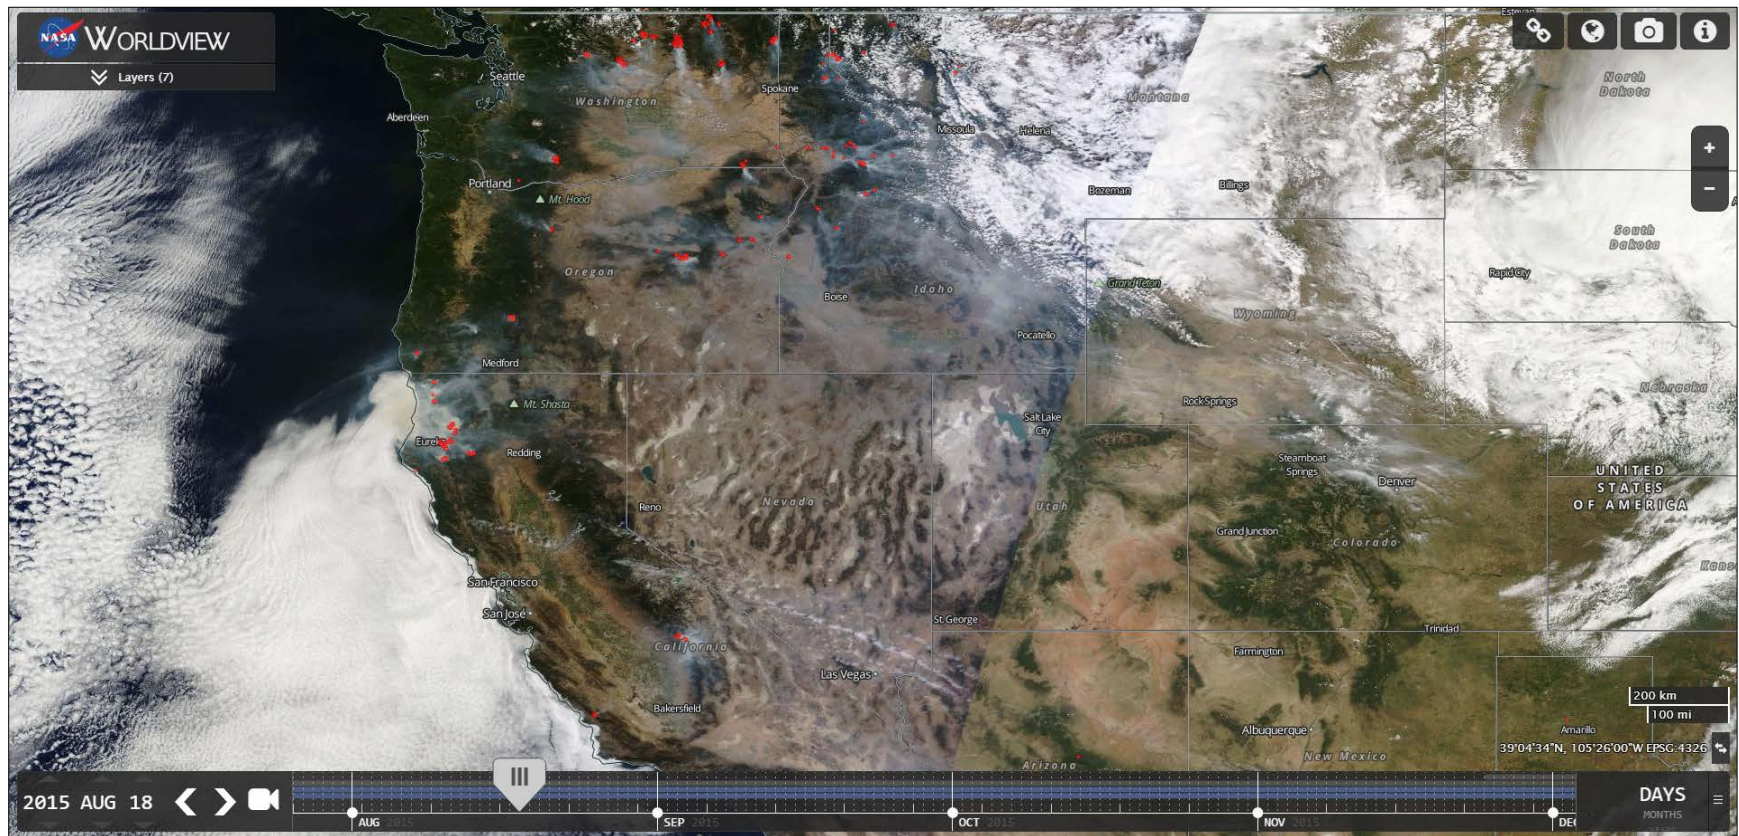 NASA WORLDVIEW
Layers (7)
Estevan
Seattle
Washington
Spokane
Aberdeen
Montana
North
Dakota
Missoula
Helena
Portland
Mt. Hood
Bozeman
Billings
South
Dakota
Oregon
Boise
Idaho
Grand Teton
Rapid City
Wyoming
Pocatello
Medford
Nebraska
Mt. Shasta
Rock Springs
Salt Lake
City
Eureka
Redding
Steamboat
Springs
Denver
UNITED
STATES
OF AMERICA
Reno
Nevada
Utah
Grand Junction
Colorado
San Francisco
San José
St. George
Trinidad
California
Farmington
Las Vegas
Bakersfield
Albuquerque
New Mexico
Arizona
Amarillo
+
−
200 km
100 mi
39°04'34"N, 105°26'00"W EPSG:4326
2015 AUG 18
AUG 2015
SEP 2015
OCT 2015
NOV 2015
DAYS
MONTHS